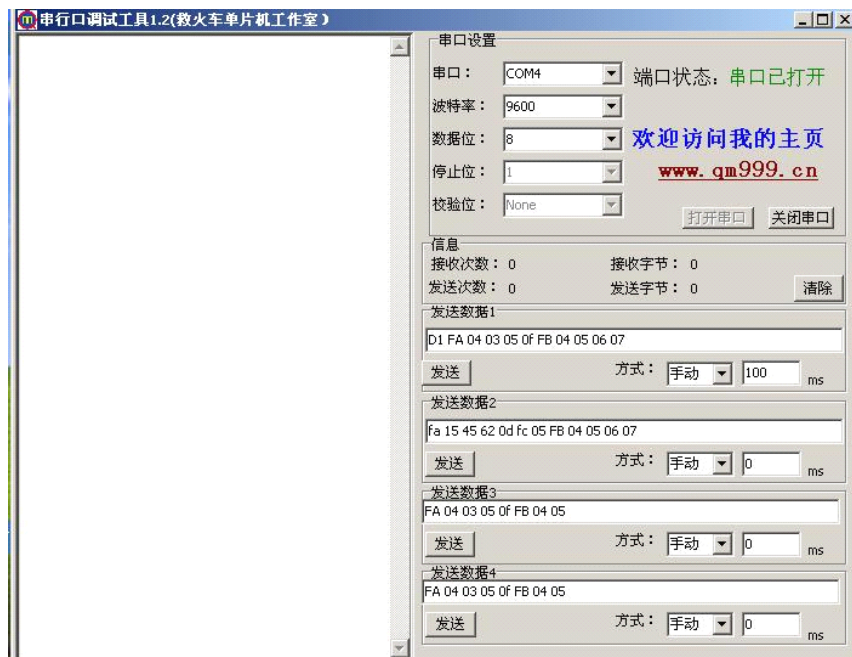 串行口调试工具1.2(救火车单片机工作室)
串口设置
串口： COM4 端口状态：串口已打开
波特率： 9600
数据位： 8 欢迎访问我的主页
停止位： 1 www.qm999.cn
校验位： None 打开串口 关闭串口
信息
接收次数：0 接收字节：0
发送次数：0 发送字节：0 清除
发送数据1
D1 FA 04 03 05 0f FB 04 05 06 07
发送 方式： 手动 100 ms
发送数据2
fa 15 45 62 0d fc 05 FB 04 05 06 07
发送 方式： 手动 0 ms
发送数据3
FA 04 03 05 0f FB 04 05
发送 方式： 手动 0 ms
发送数据4
FA 04 03 05 0f FB 04 05
发送 方式： 手动 0 ms